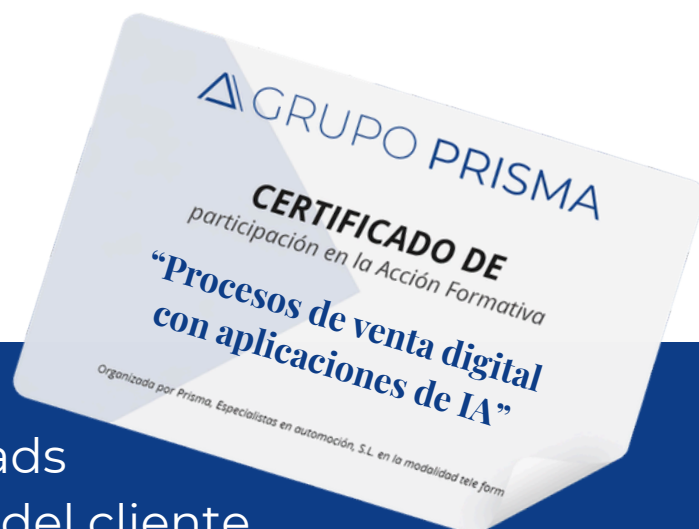 GRUPO PRISMA
CERTIFICADO DE
participación en la Acción Formativa
“Procesos de venta digital
con aplicaciones de IA”
Organizada por Prisma, Especialistas en automoción, S.L. en la modalidad tele form
del cliente